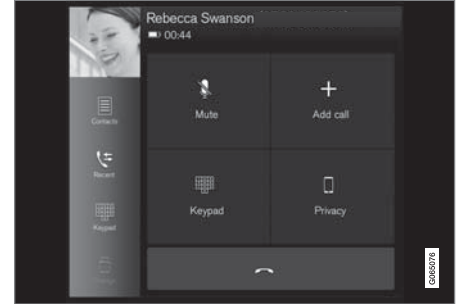 Rebecca Swanson
00:44
Contacts
Recent
Keypad
Mute
Add call
Keypad
Privacy
G065076